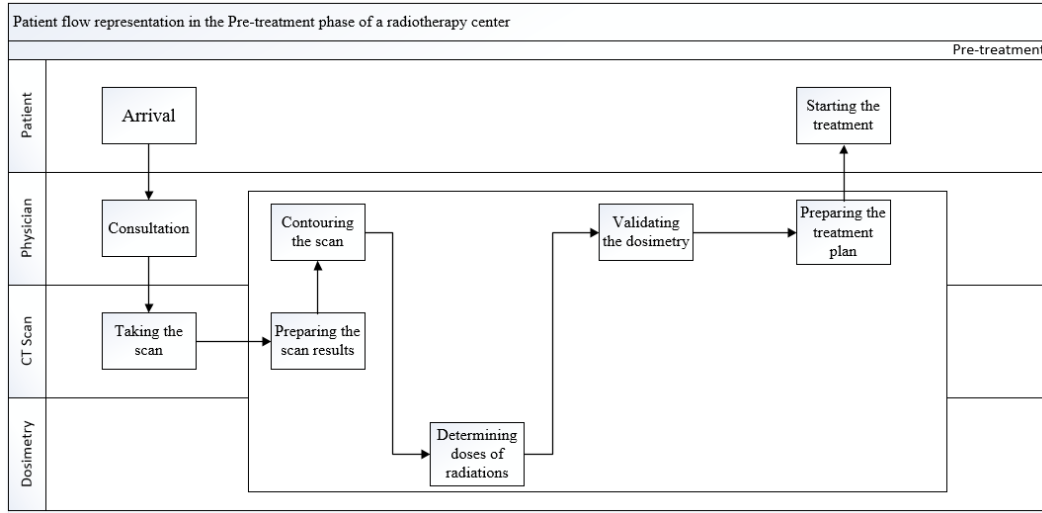 Patient flow representation in the Pre-treatment phase of a radiotherapy center
Pre-treatment
Patient
Arrival
Starting the
treatment
Physician
Consultation
Contouring
the scan
Validating
the dosimetry
Preparing the
treatment
plan
CT Scan
Taking the
scan
Preparing the
scan results
Dosimetry
Determining
doses of
radiations